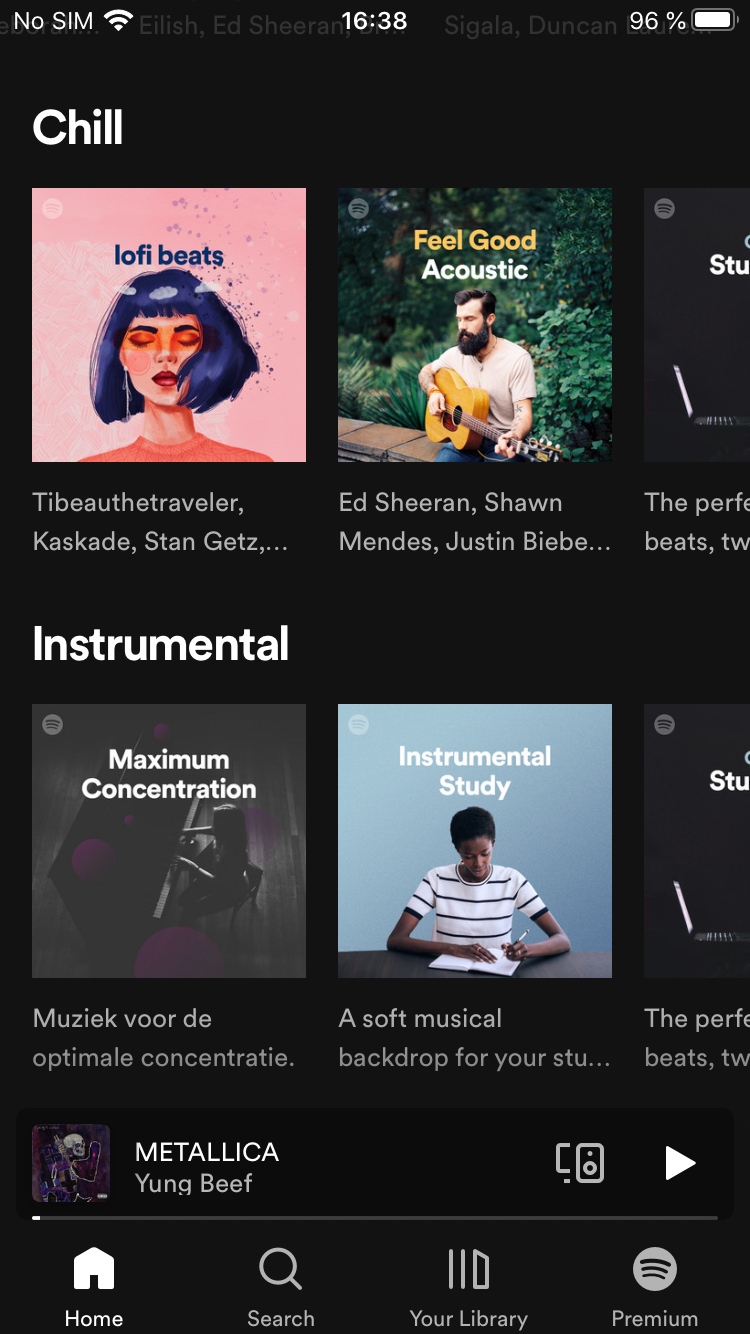 No SIM 16:38 96 %
Eilish, Ed Sheeran,
Sigala, Duncan
Chill
lofi beats
Feel Good
Acoustic
Stu
Tibeauthetraveler,
Kaskade, Stan Getz,...
Ed Sheeran, Shawn
Mendes, Justin Biebe...
The perfe
beats, tw
Instrumental
Maximum
Concentration
Instrumental
Study
Stu
Muziek voor de
optimale concentratie.
A soft musical
backdrop for your stu...
The perfe
beats, tw
METALLICA
Yung Beef
Home
Search
Your Library
Premium